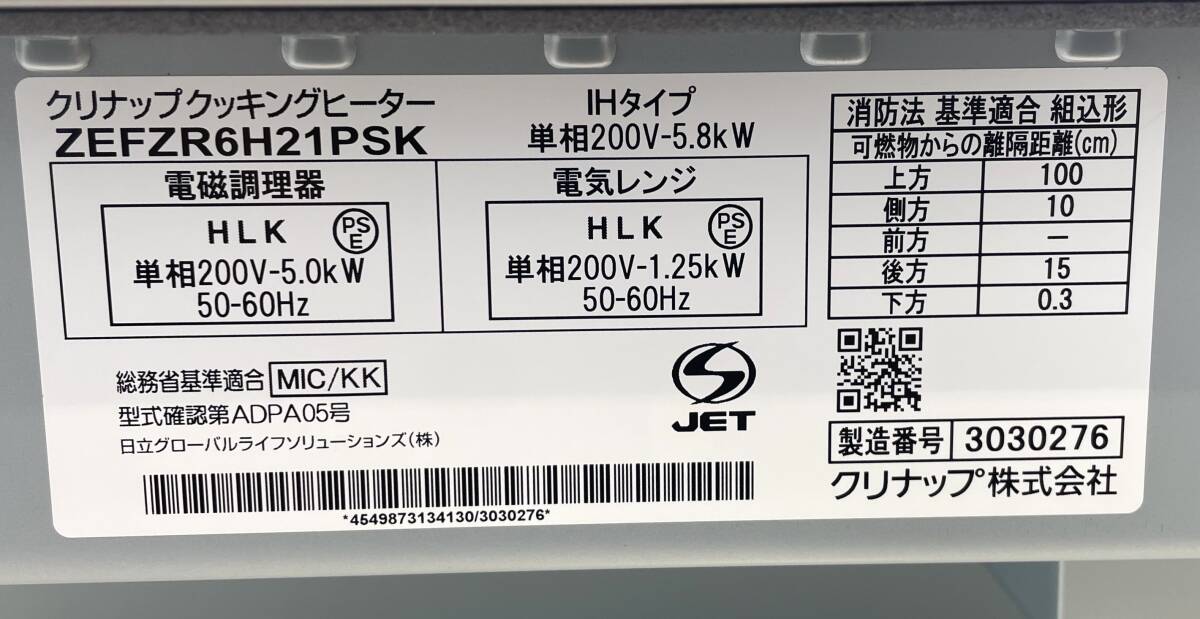 クリナップクッキングヒーター
ZEFZR6H21PSK
IHタイプ
単相200V-5.8kW
電磁調理器
HLK
PSE
単相200V-5.0kW
50-60Hz
電気レンジ
HLK
PSE
単相200V-1.25kW
50-60Hz
消防法 基準適合 組込形
可燃物からの離隔距離(cm)
上方 100
側方 10
前方 －
後方 15
下方 0.3
総務省基準適合 MIC/KK
型式確認第ADPA05号
日立グローバルライフソリューションズ(株)
JET
*4549873134130/3030276*
製造番号 3030276
クリナップ株式会社